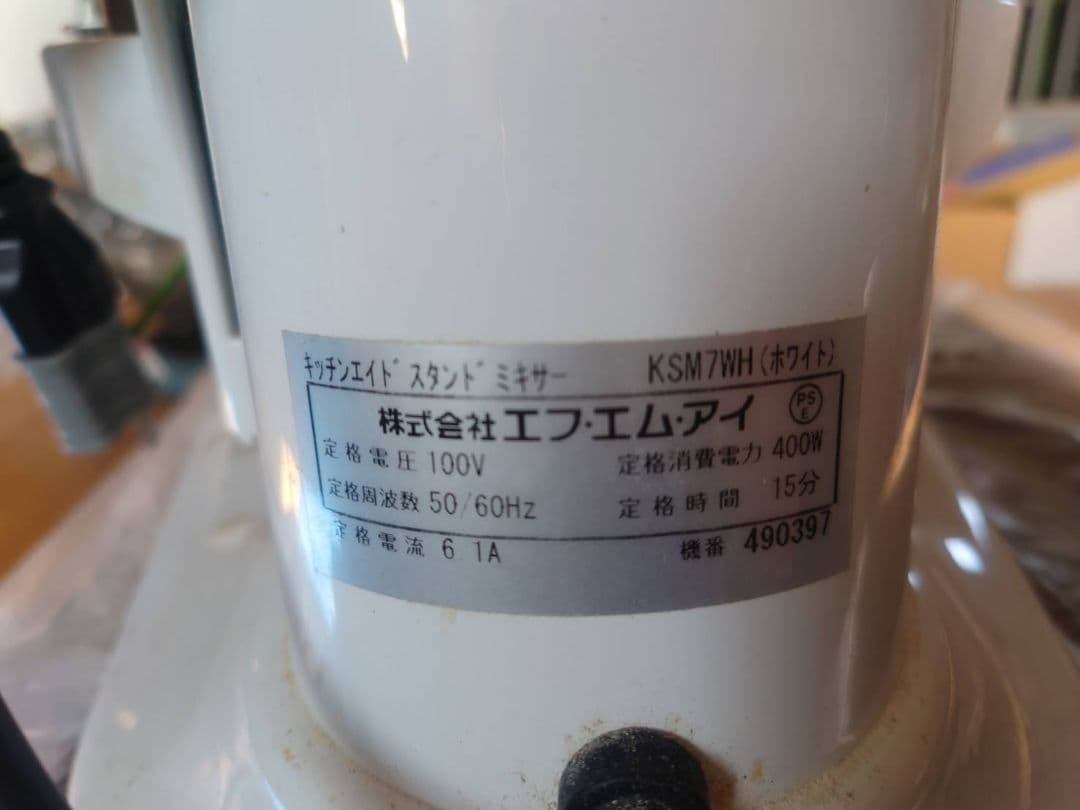 キッチンエイド スタンド ミキサー KSM7WH(ホワイト)
株式会社 エフ・エム・アイ PS E
定格電圧 100V 定格消費電力 400W
定格周波数 50/60Hz 定格時間 15分
定格電流 6 1A 機番 490397